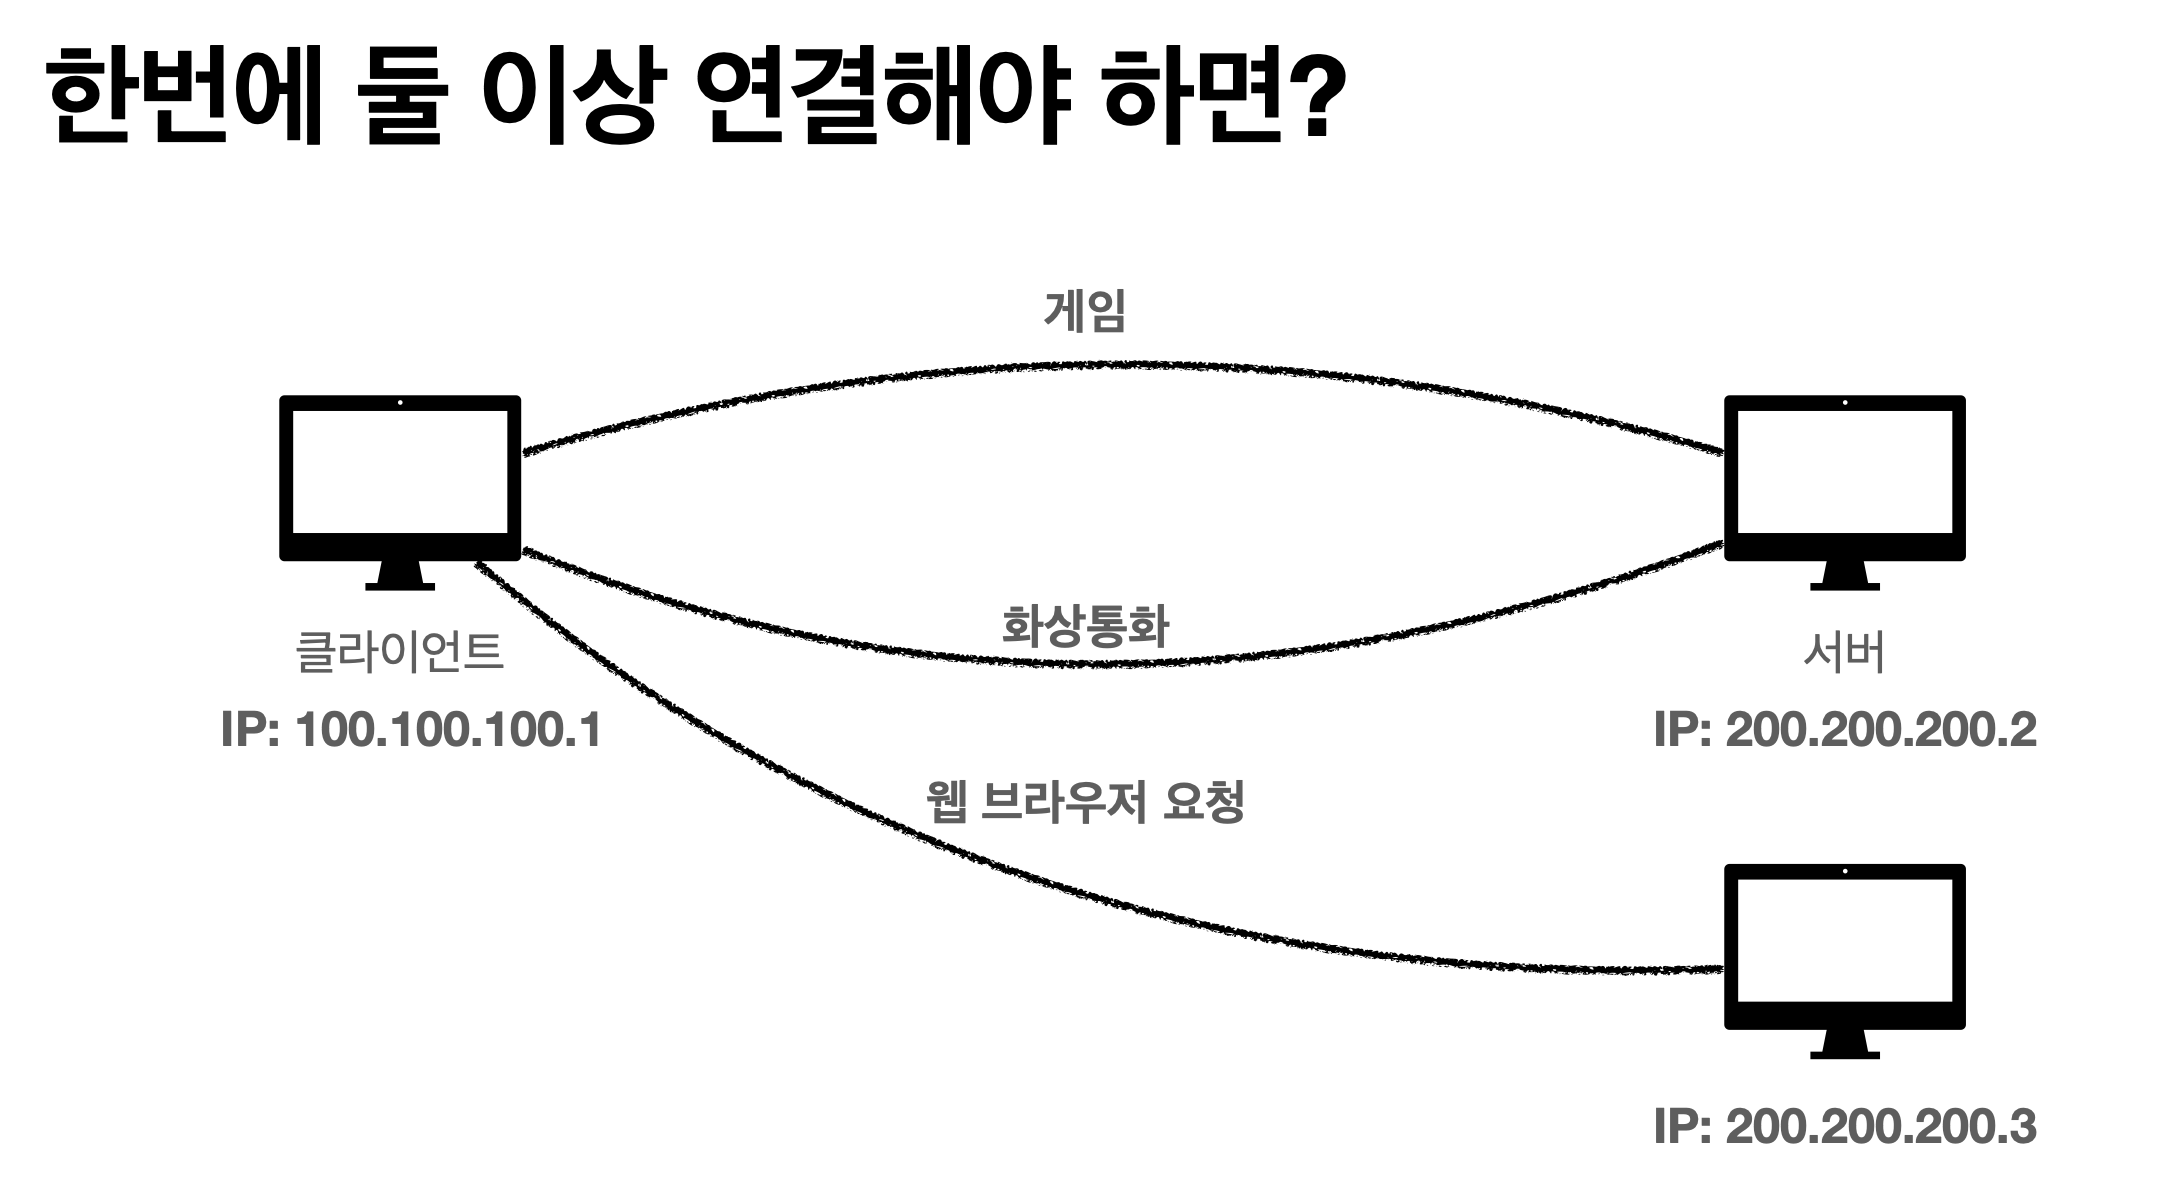 한번에 둘 이상 연결해야 하면?
게임
화상통화
클라이언트
서버
IP: 100.100.100.1
IP: 200.200.200.2
웹 브라우저 요청
IP: 200.200.200.3